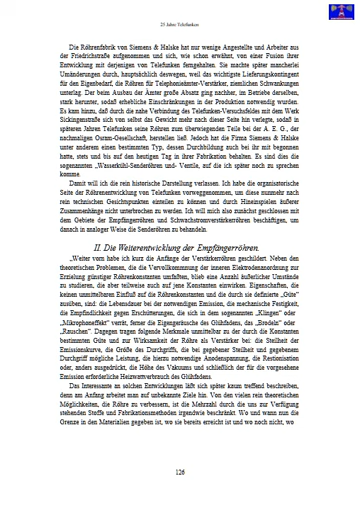 25 Jahre Telefunken
Die Röhrenfabrik von Siemens & Halske hat nur wenige Angestellte und Arbeiter aus
der Friedrichstraße aufgenommen und sich, wie schon erwähnt, von einer Fusion ihrer
Entwicklung mit derjenigen von Telefunken ferngehalten. Sie machte später mancherlei
Umänderungen durch, hauptsächlich deswegen, weil das wichtigste Lieferungskontingent
für den Eigenbedarf, die Röhren für Telephonieämter-Verstärker, ziemlichen Schwankungen
unterlag. Der beim Ausbau der Ämter große Absatz ging nachher, im Betriebe derselben,
stark herunter, sodaß erhebliche Einschränkungen in der Produktion notwendig wurden.
Es kam hinzu, daß durch die nahe Verbindung des Telefunken-Versuchsfeldes mit dem Werk
Sickingenstraße sich von selbst das Gewicht mehr nach dieser Seite hin verlegte, sodaß in
späteren Jahren Telefunken seine Röhren zum überwiegenden Teile bei der A. E. G., der
nachmaligen Osram-Gesellschaft, herstellen ließ. Jedoch hat die Firma Siemens & Halske
unter anderem einen bestimmten Typ, dessen Durchbildung auch bei ihr mit begonnen
hatte, stets und bis auf den heutigen Tag in ihrer Fabrikation behalten. Es sind dies die
sogenannten „Wasserkühl-Senderöhren und- Ventile, auf die ich später noch zu sprechen
komme.
Damit will ich die rein historische Darstellung verlassen. Ich habe die organisatorische
Seite der Röhrenentwicklung von Telefunken vorweggenommen, um diese nunmehr nach
rein technischen Gesichtspunkten einteilen zu können und durch Hineinspielen äußerer
Zusammenhänge nicht unterbrechen zu werden. Ich will mich also zunächst geschlossen mit
dem Gebiete der Empfangsröhren und Schwachstromverstärkerröhren beschäftigen, um
danach in analoger Weise die Senderöhren zu behandeln.
II. Die Weiterentwicklung der Empfängerröhren.
„Weiter vorn habe ich kurz die Anfänge der Verstärkerröhren geschildert. Neben den
theoretischen Problemen, die die Vervollkommnung der inneren Elektrodenanordnung zur
Erzielung günstiger Röhrenkonstanten umfaßten, blieb eine Anzahl äußerlicher Umstände
zu studieren, die aber teilweise auch auf jene Konstanten einwirken. Eigenschaften, die
keinen unmittelbaren Einfluß auf die Röhrenkonstanten und die durch sie definierte „Güte"
ausüben, sind: die Lebensdauer bei der notwendigen Emission, die mechanische Festigkeit,
die Empfindlichkeit gegen Erschütterungen, die sich in dem sogenannten „Klingen" oder
„Mikrophoneffekt" verrät, ferner die Eigengeräusche des Glühfadens, das „Brodeln" oder
„Rauschen". Dagegen tragen folgende Merkmale unmittelbar zu der durch die Konstanten
bestimmten Güte und zur Wirksamkeit der Röhre als Verstärker bei: die Steilheit der
Emissionskurve, die Größe des Durchgriffs, die bei gegebener Steilheit und gegebenem
Durchgriff mögliche Leistung, die hierzu notwendige Anodenspannung, die Restionisation
oder, anders ausgedrückt, die Höhe des Vakuums und schließlich der für die vorgesehene
Emission erforderliche Heizwattverbrauch des Glühfadens.
Das Interessante an solchen Entwicklungen läßt sich später kaum treffend beschreiben,
denn am Anfang arbeitet man auf unbekannte Ziele hin. Von den vielen rein theoretischen
Möglichkeiten, die Röhre zu verbessern, ist die Mehrzahl durch die uns zur Verfügung
stehenden Stoffe und Fabrikationsmethoden irgendwie beschränkt. Wo und wann nun die
Grenze in den Materialien gegeben ist, wo sie bereits erreicht ist und wo noch nicht, wo
126